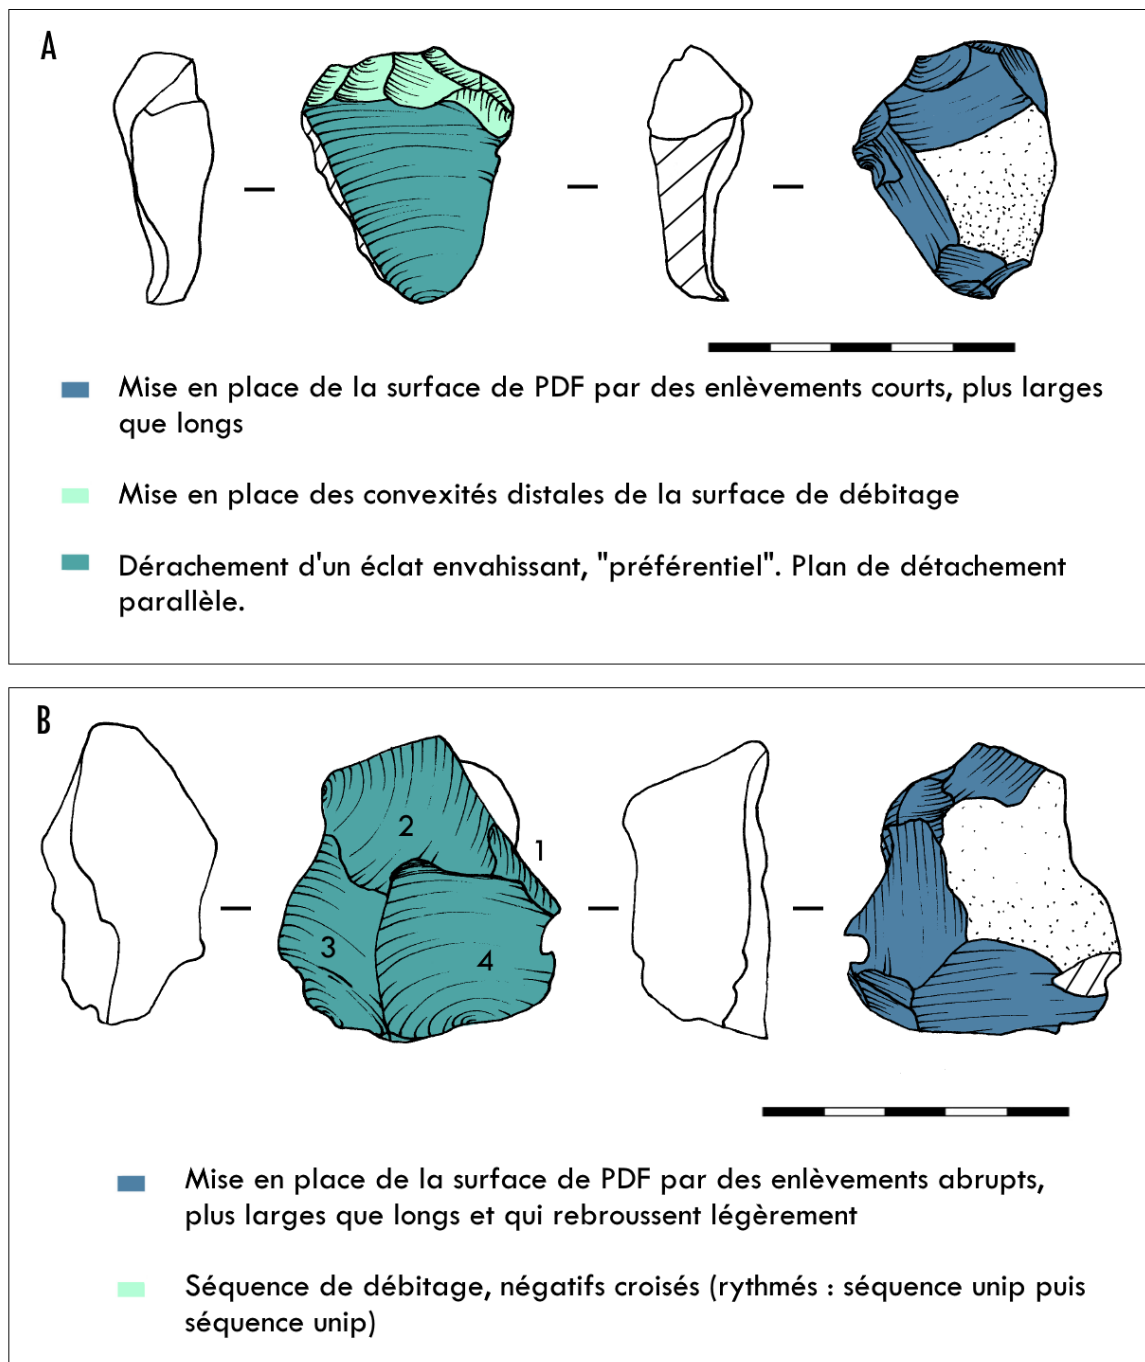 A
Mise en place de la surface de PDF par des enlèvements courts, plus larges
que longs
Mise en place des convexités distales de la surface de débitage
Dérachement d'un éclat envahissant, "préférentiel". Plan de détachement
parallèle.
B
2
1
3
4
Mise en place de la surface de PDF par des enlèvements abrupts,
plus larges que longs et qui rebroussent légèrement
Séquence de débitage, négatifs croisés (rythmés : séquence unip puis
séquence unip)